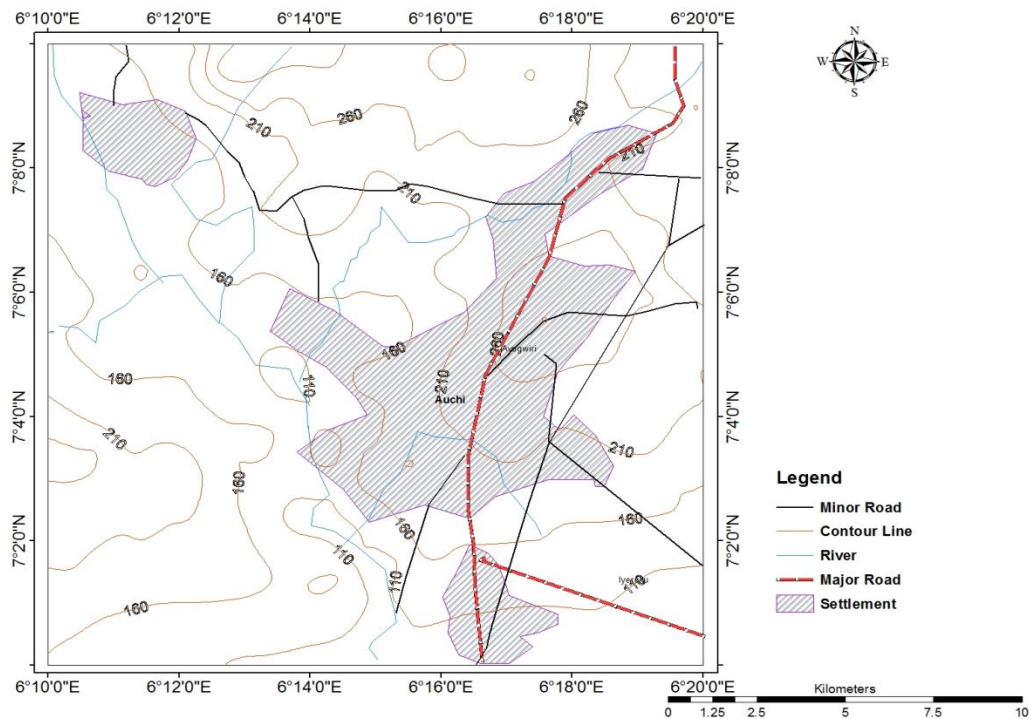 6°10'0"E 6°12'0"E 6°14'0"E 6°16'0"E 6°18'0"E 6°20'0"E
N
W E
S
260
210
260
210
7°8'0"N 7°8'0"N
210
160
7°6'0"N 7°6'0"N
260
160
160
110
210
Auchi
7°4'0"N 7°4'0"N
210
210
160
160
160
7°2'0"N 7°2'0"N
110
110
110
160
Legend
Minor Road
Contour Line
River
Major Road
Settlement
6°10'0"E 6°12'0"E 6°14'0"E 6°16'0"E 6°18'0"E 6°20'0"E
Kilometers
0 1.25 2.5 5 7.5 10